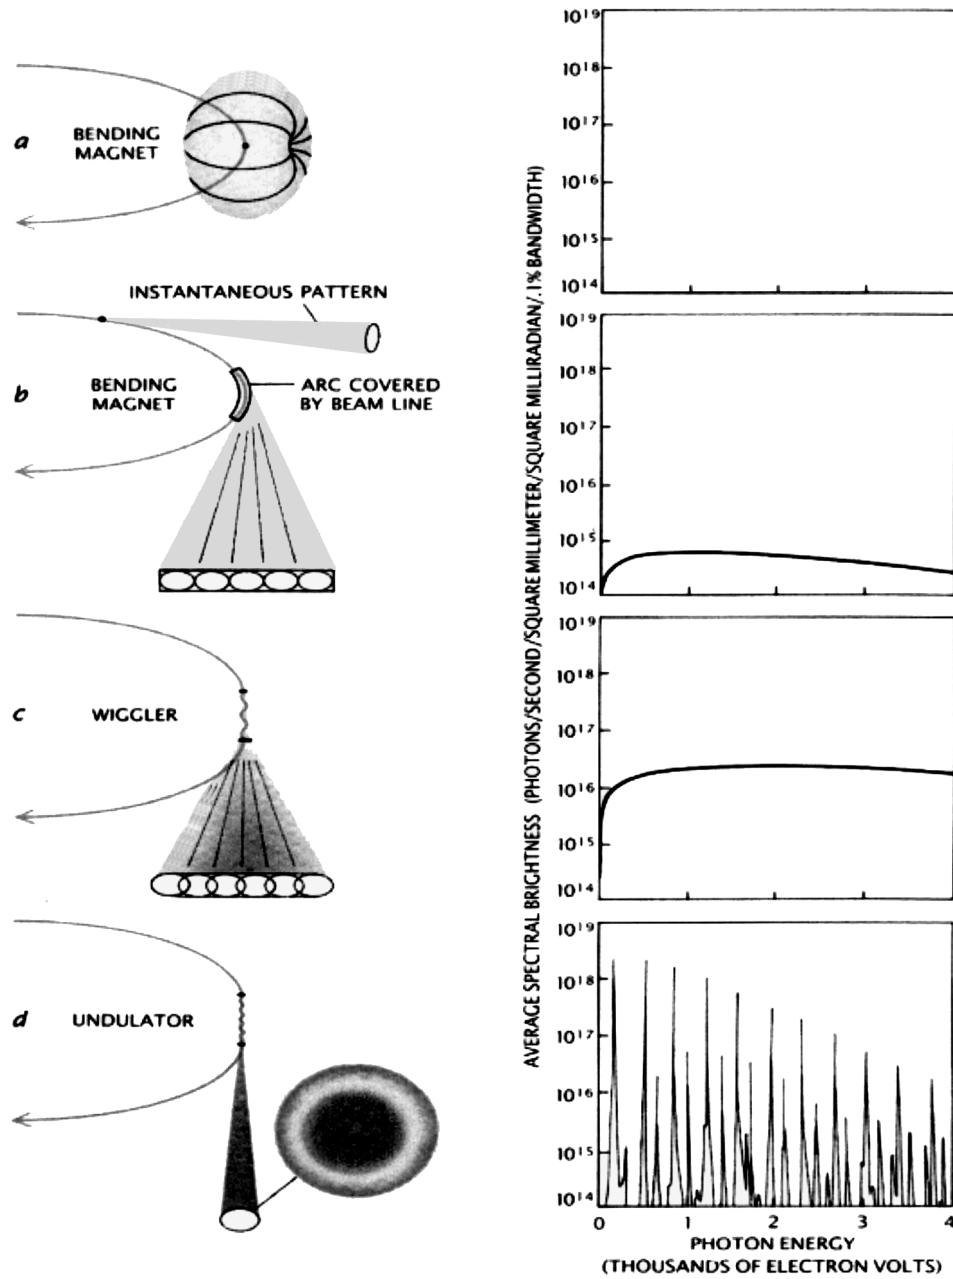 a BENDING
MAGNET
10¹⁹
10¹⁸
10¹⁷
10¹⁶
10¹⁵
10¹⁴
INSTANTANEOUS PATTERN
b BENDING
MAGNET
ARC COVERED
BY BEAM LINE
10¹⁹
10¹⁸
10¹⁷
10¹⁶
10¹⁵
10¹⁴
c WIGGLER
10¹⁹
10¹⁸
10¹⁷
10¹⁶
10¹⁵
10¹⁴
d UNDULATOR
10¹⁹
10¹⁸
10¹⁷
10¹⁶
10¹⁵
10¹⁴
AVERAGE SPECTRAL BRIGHTNESS (PHOTONS/SECOND/SQUARE MILLIMETER/SQUARE MILLIRADIAN/.1% BANDWIDTH)
0 1 2 3 4
PHOTON ENERGY
(THOUSANDS OF ELECTRON VOLTS)